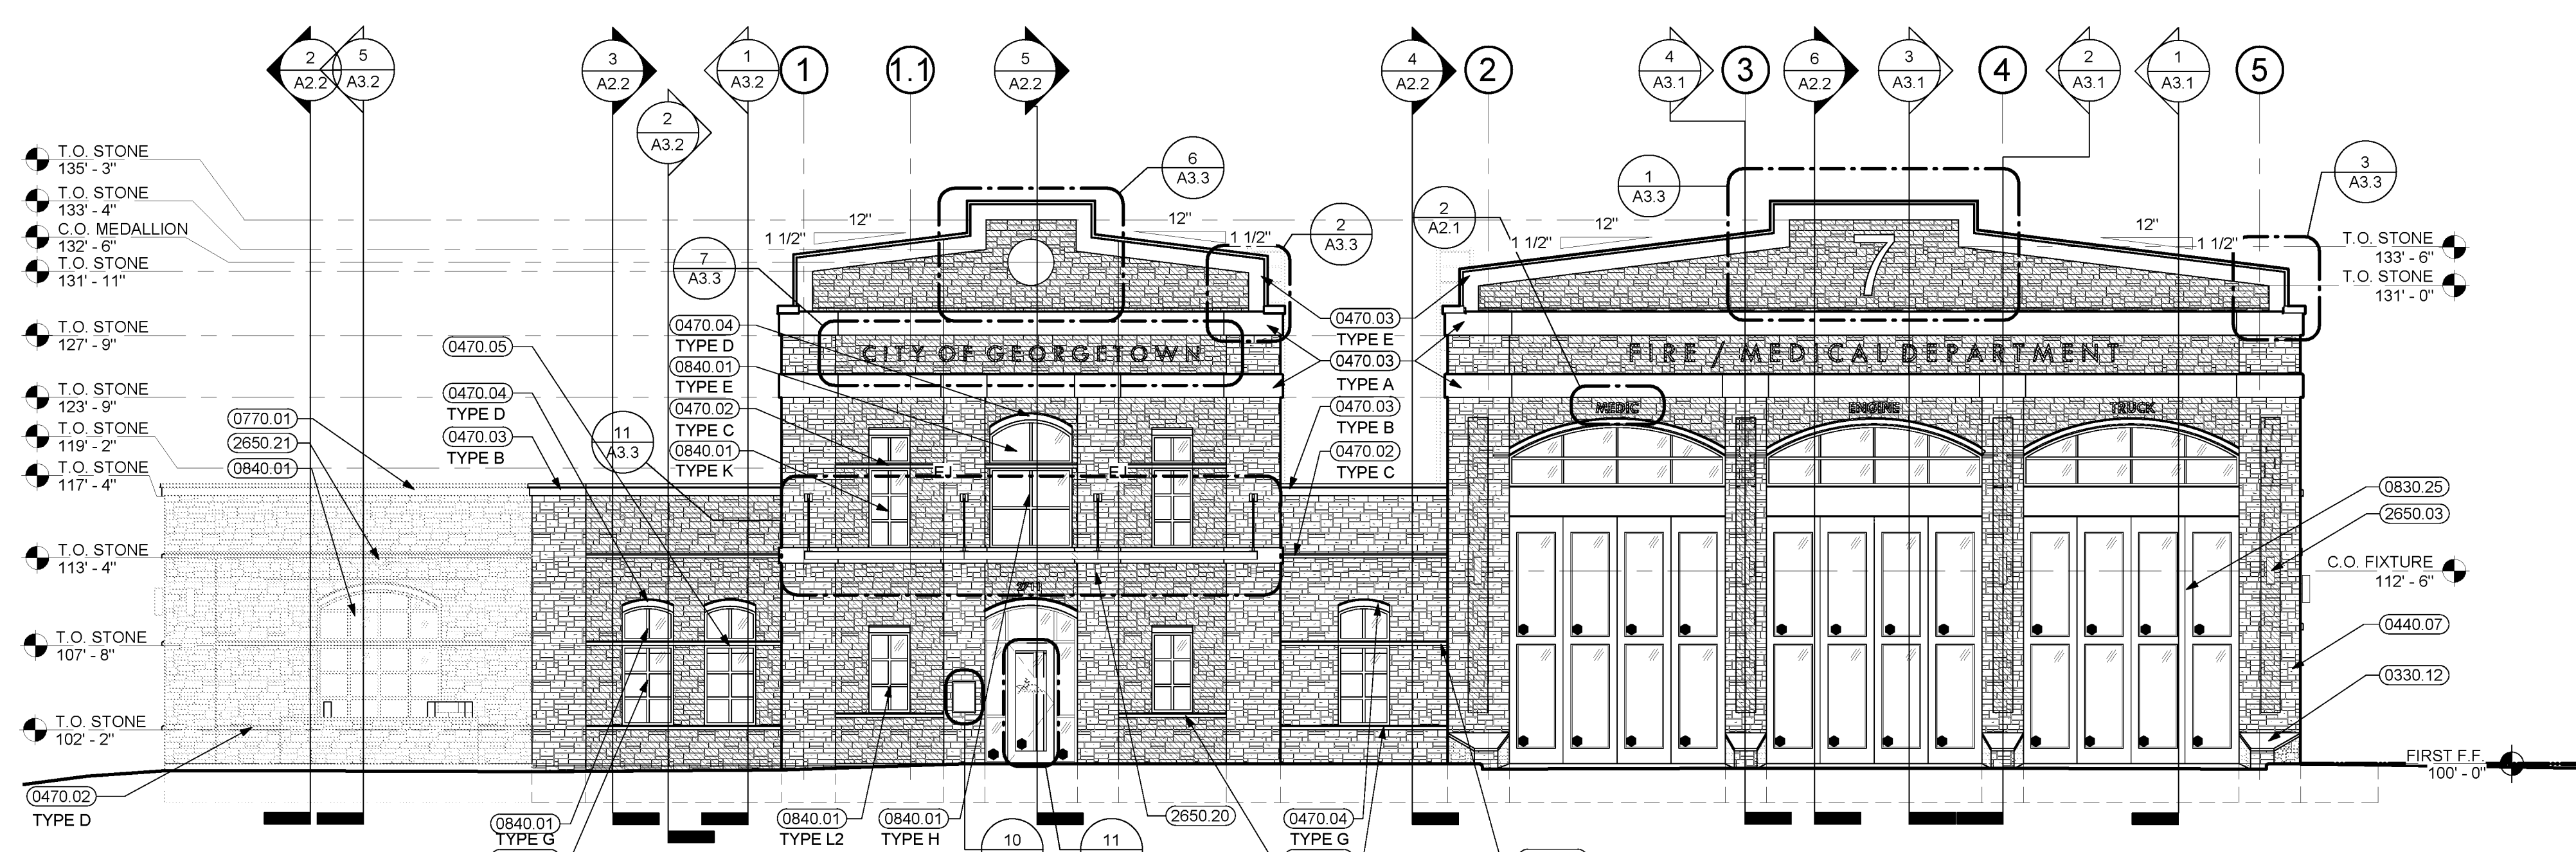 2
A2.2
5
A3.2
3
A2.2
2
A3.2
1
A3.2
1
1.1
5
A2.2
4
A2.2
2
4
A3.1
3
6
A2.2
3
A3.1
4
2
A3.1
1
A3.1
5
T.O. STONE
135' - 3"
T.O. STONE
133' - 4"
C.O. MEDALLION
132' - 6"
T.O. STONE
131' - 11"
T.O. STONE
127' - 9"
T.O. STONE
123' - 9"
T.O. STONE
119' - 2"
T.O. STONE
117' - 4"
T.O. STONE
113' - 4"
T.O. STONE
107' - 8"
T.O. STONE
102' - 2"
0470.02
TYPE D
0770.01
2650.21
0840.01
0470.05
0470.04
TYPE D
0470.03
TYPE B
11
A3.3
7
A3.3
0470.04
TYPE D
0840.01
TYPE E
0470.02
TYPE C
0840.01
TYPE K
6
A3.3
2
A3.3
12"
1 1/2"
12"
1 1/2"
CITY OF GEORGETOWN
EJ
EJ
0470.03
TYPE E
0470.03
TYPE A
0470.03
TYPE B
0470.02
TYPE C
2
A2.1
1
A3.3
3
A3.3
12"
1 1/2"
12"
1 1/2"
7
FIRE / MEDICAL DEPARTMENT
MEDIC
ENGINE
TRUCK
T.O. STONE
133' - 6"
T.O. STONE
131' - 0"
0830.25
2650.03
C.O. FIXTURE
112' - 6"
0440.07
0330.12
FIRST F.F.
100' - 0"
0840.01
TYPE G
0840.01
TYPE L2
0840.01
TYPE H
10
11
2650.20
0470.04
TYPE G